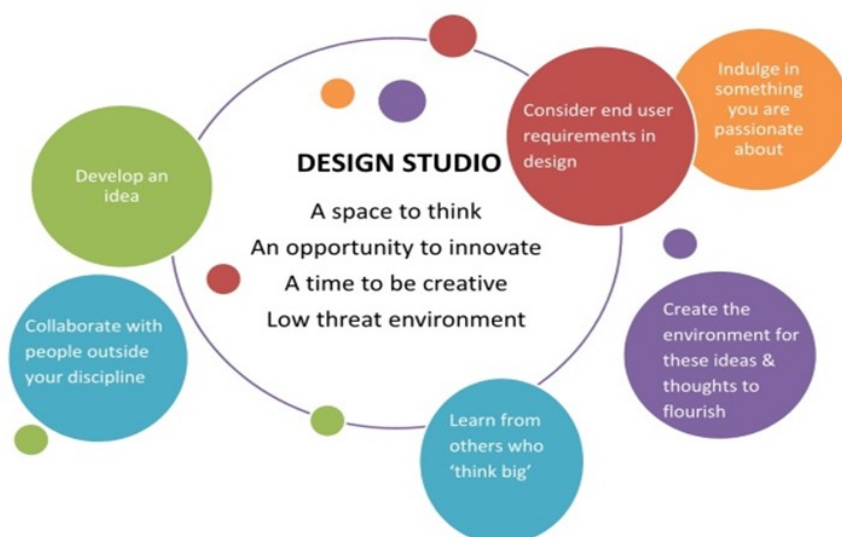 DESIGN STUDIO
A space to think
An opportunity to innovate
A time to be creative
Low threat environment
Develop an
idea
Collaborate with
people outside
your discipline
Learn from
others who
‘think big’
Create the
environment for
these ideas &
thoughts to
flourish
Consider end user
requirements in
design
Indulge in
something
you are
passionate
about